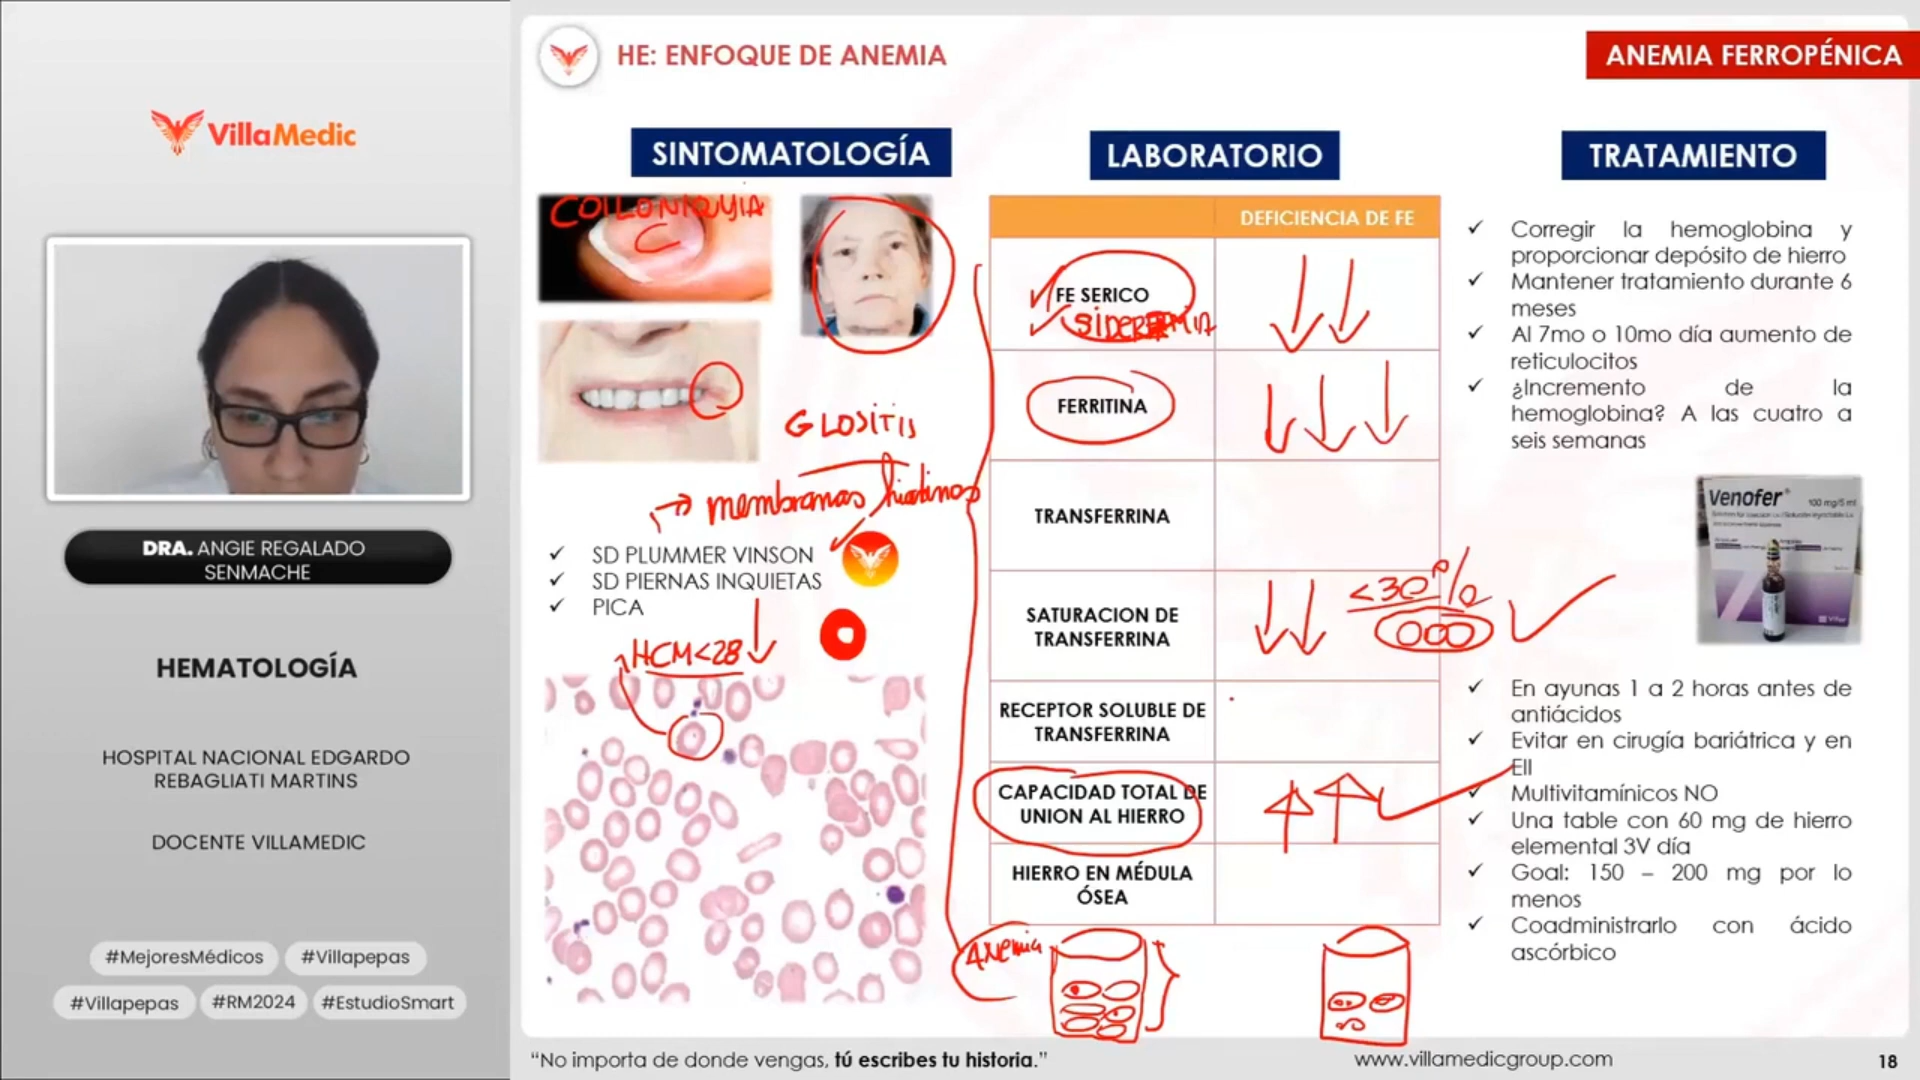 VillaMedic
DRA. ANGIE REGALADO
SENMACHE
HEMATOLOGÍA
HOSPITAL NACIONAL EDGARDO
REBAGLIATI MARTINS
DOCENTE VILLAMEDIC
#MejoresMédicos
#Villapepas
#Villapepas
#RM2024
#EstudioSmart
HE: ENFOQUE DE ANEMIA
ANEMIA FERROPÉNICA
SINTOMATOLOGÍA
COILONIQUIA
GLOSITIS
membranas
SD PLUMMER VINSON
SD PIERNAS INQUIETAS
PICA
HCM<28
LABORATORIO
DEFICIENCIA DE FE
FE SERICO
FERRITINA
TRANSFERRINA
SATURACION DE
TRANSFERRINA
<30%
RECEPTOR SOLUBLE DE
TRANSFERRINA
CAPACIDAD TOTAL DE
UNION AL HIERRO
HIERRO EN MÉDULA
ÓSEA
Anemia
TRATAMIENTO
Corregir la hemoglobina y
proporcionar depósito de hierro
Mantener tratamiento durante 6
meses
Al 7mo o 10mo día aumento de
reticulocitos
¿Incremento de la
hemoglobina? A las cuatro a
seis semanas
Venofer
100 mg/5 ml
En ayunas 1 a 2 horas antes de
antiácidos
Evitar en cirugía bariátrica y en
EII
Multivitamínicos NO
Una table con 60 mg de hierro
elemental 3V día
Goal: 150 – 200 mg por lo
menos
Coadministrarlo con ácido
ascórbico
“No importa de donde vengas, tú escribes tu historia.”
www.villamedicgroup.com
18